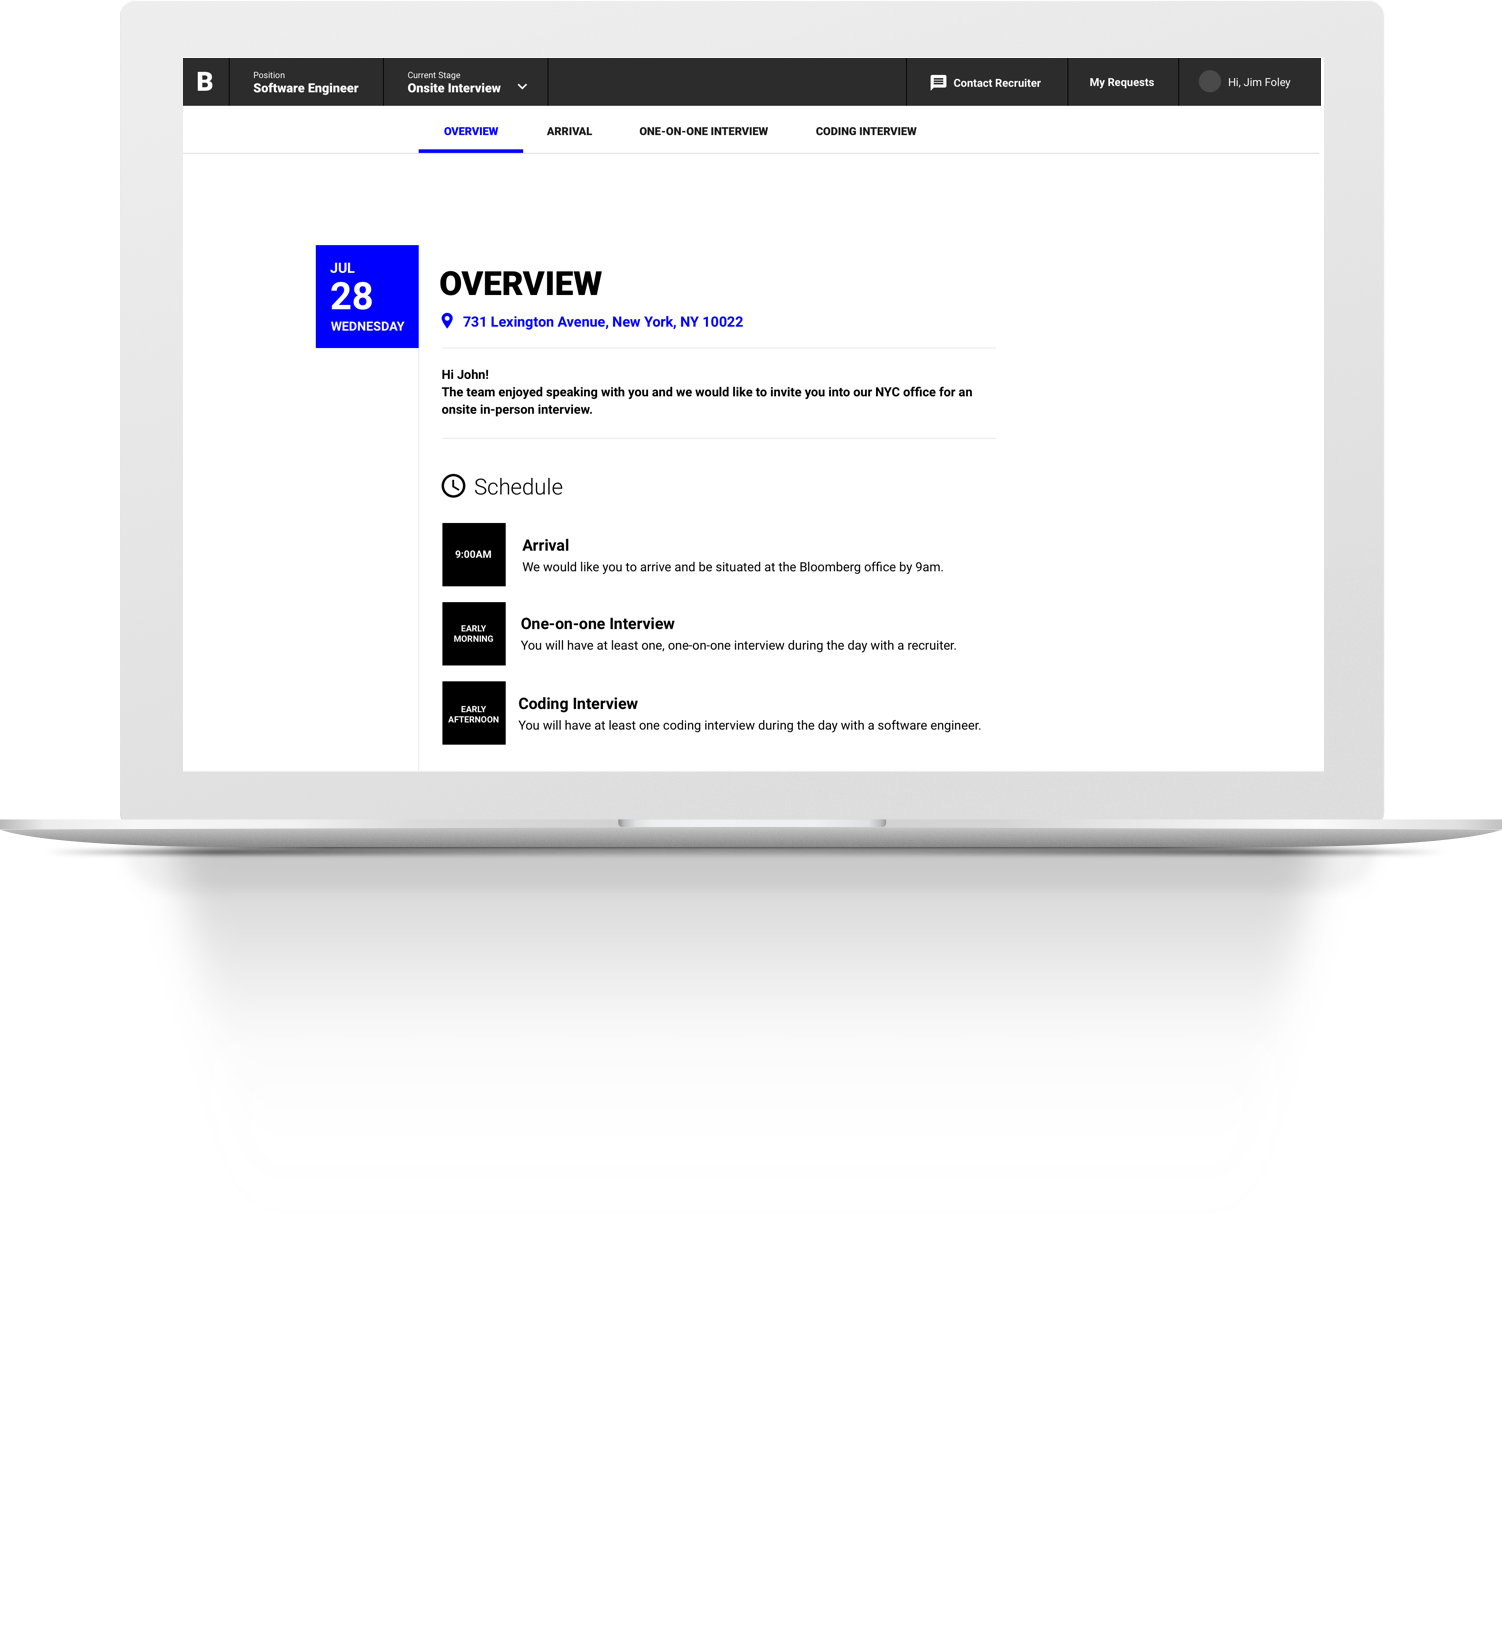 B
Position
Software Engineer
Current Stage
Onsite Interview
Contact Recruiter
My Requests
Hi, Jim Foley
OVERVIEW
ARRIVAL
ONE-ON-ONE INTERVIEW
CODING INTERVIEW
JUL
28
WEDNESDAY
OVERVIEW
731 Lexington Avenue, New York, NY 10022
Hi John!
The team enjoyed speaking with you and we would like to invite you into our NYC office for an
onsite in-person interview.
Schedule
9:00AM
Arrival
We would like you to arrive and be situated at the Bloomberg office by 9am.
EARLY
MORNING
One-on-one Interview
You will have at least one, one-on-one interview during the day with a recruiter.
EARLY
AFTERNOON
Coding Interview
You will have at least one coding interview during the day with a software engineer.